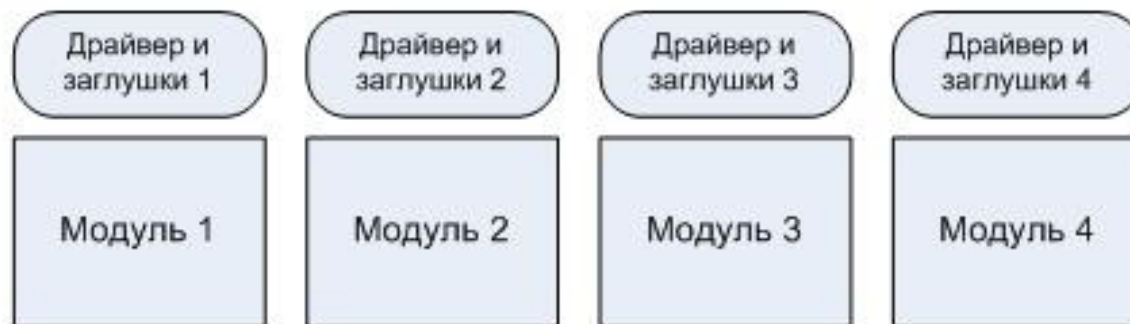 Драйвер и
заглушки 1
Драйвер и
заглушки 2
Драйвер и
заглушки 3
Драйвер и
заглушки 4
Модуль 1
Модуль 2
Модуль 3
Модуль 4